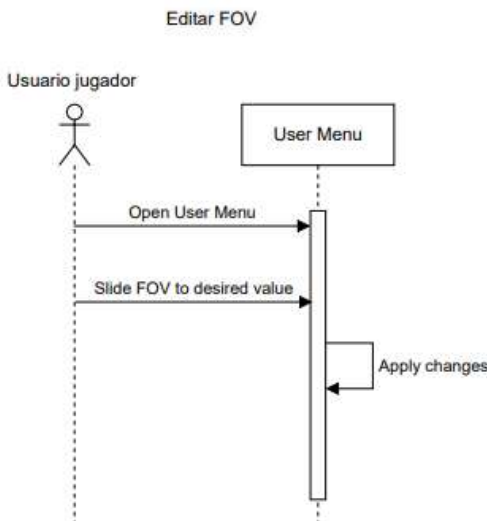 Editar FOV
Usuario jugador
User Menu
Open User Menu
Slide FOV to desired value
Apply changes